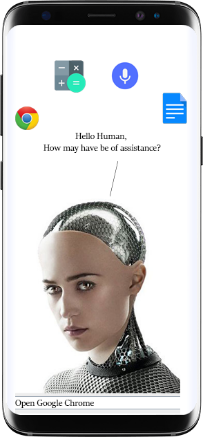 Hello Human,
How may have be of assistance?
Open Google Chrome